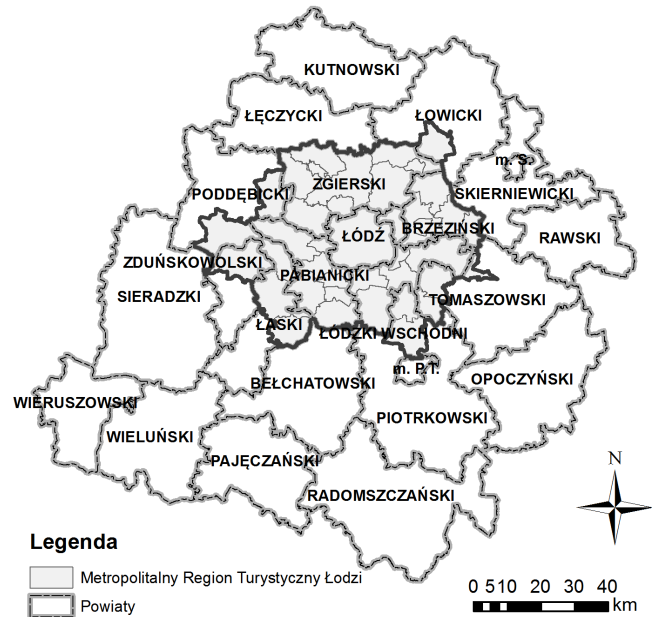 KUTNOWSKI
ŁĘCZYCKI
ŁOWICKI
m. S.
ZGIERSKI
PODDĘBICKI
SKIERNIEWICKI
BRZEZIŃSKI
ŁÓDŹ
RAWSKI
ZDUŃSKOWOLSKI
PABIANICKI
SIERADZKI
TOMASZOWSKI
ŁASKI
ŁÓDZKI WSCHODNI
m. P.T.
BEŁCHATOWSKI
OPOCZYŃSKI
WIERUSZOWSKI
PIOTRKOWSKI
WIELUŃSKI
PAJĘCZAŃSKI
RADOMSZCZAŃSKI
N
Legenda
Metropolitalny Region Turystyczny Łodzi
Powiaty
0 5 10 20 30 40
km